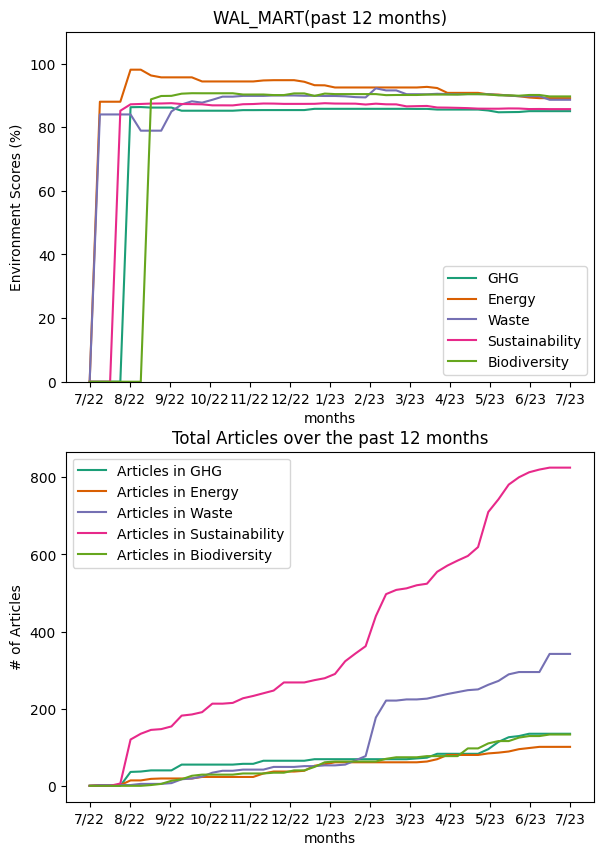 WAL_MART(past 12 months)
Environment Scores (%)
100
80
60
40
20
0
GHG
Energy
Waste
Sustainability
Biodiversity
7/22 8/22 9/22 10/22 11/22 12/22 1/23 2/23 3/23 4/23 5/23 6/23 7/23
months
Total Articles over the past 12 months
# of Articles
800
600
400
200
0
Articles in GHG
Articles in Energy
Articles in Waste
Articles in Sustainability
Articles in Biodiversity
7/22 8/22 9/22 10/22 11/22 12/22 1/23 2/23 3/23 4/23 5/23 6/23 7/23
months